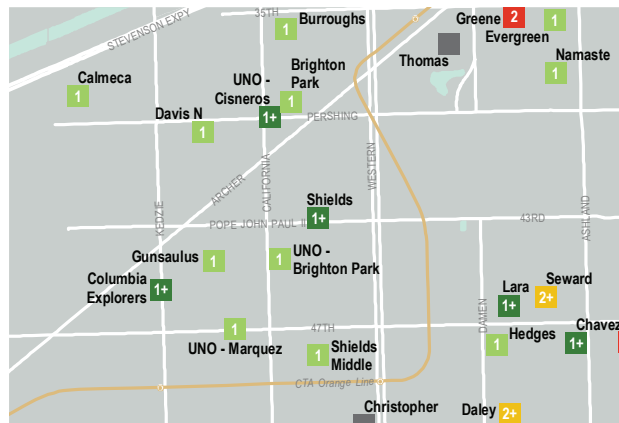 35TH
Burroughs
1
Greene
2
Evergreen
1
STEVENSON EXPY
Thomas
Namaste
1
Calmeca
1
UNO -
Cisneros
1+
Brighton
Park
1
Davis N
1
PERSHING
ARCHER
CALIFORNIA
WESTERN
KEDZIE
ASHLAND
Shields
1+
POPE JOHN PAUL II
43RD
Gunsaulus
1
1
UNO -
Brighton Park
Columbia
Explorers
1+
Lara
1+
Seward
2+
DAMEN
47TH
1
UNO - Marquez
1
Shields
Middle
1
Hedges
1+
Chavez
CTA Orange Line
Christopher
Daley
2+